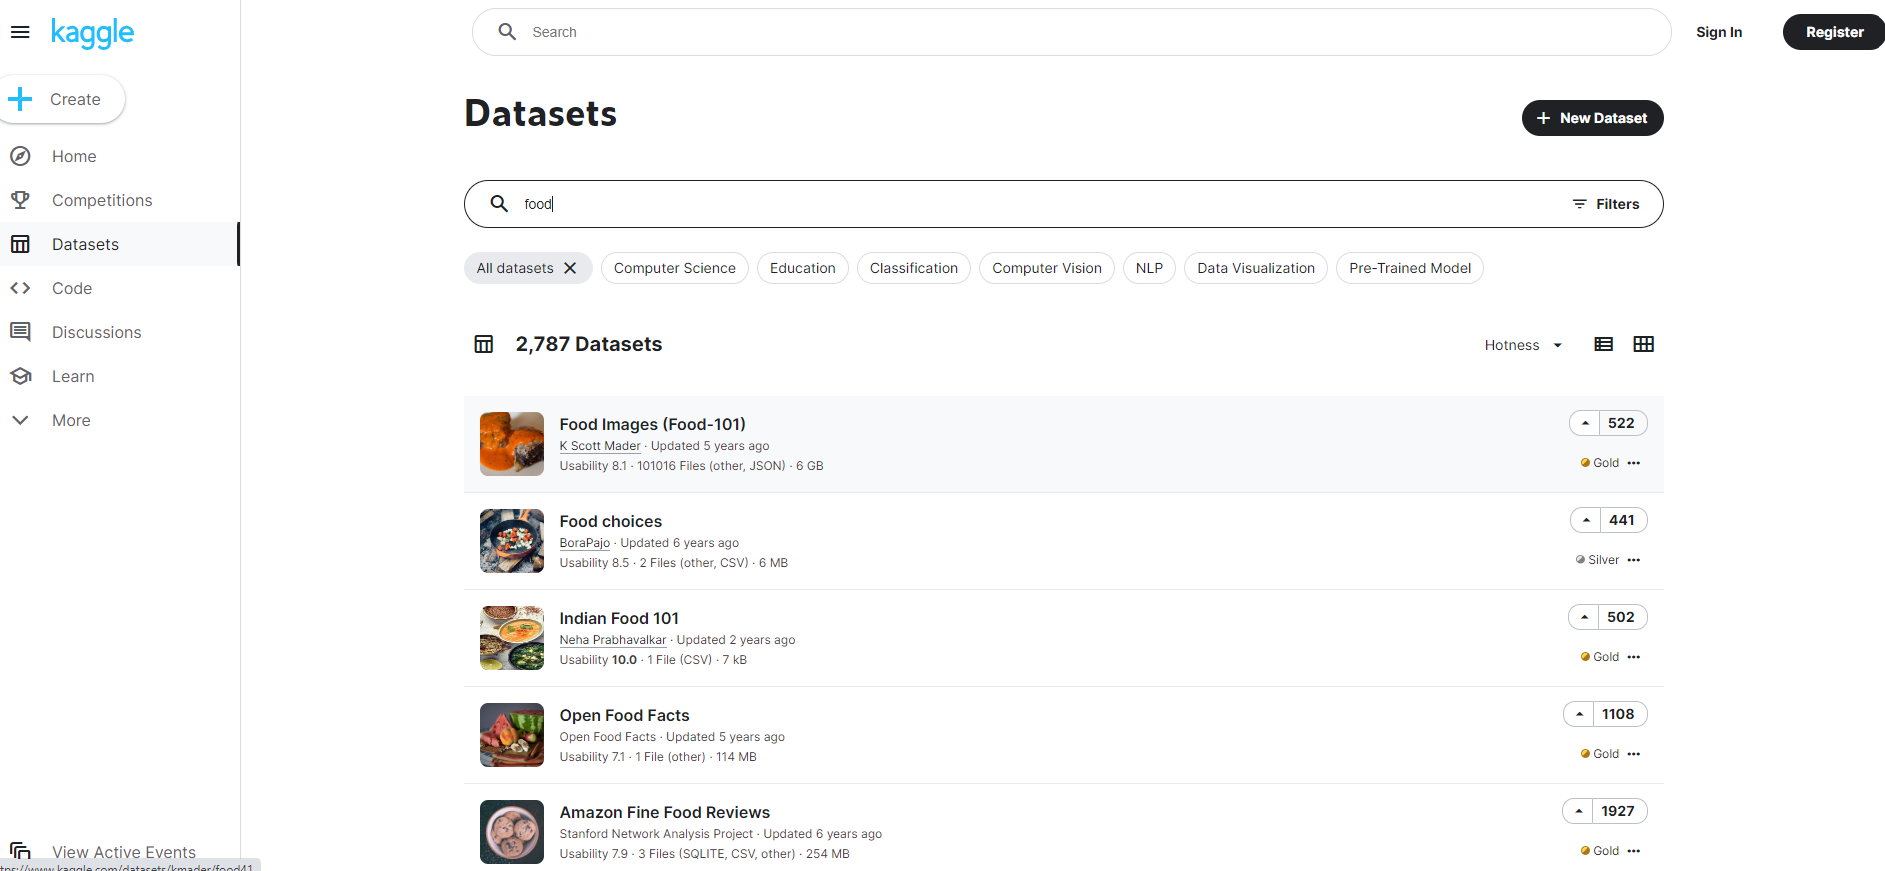 kaggle
Search
Sign In
Register
Create
Home
Competitions
Datasets
Code
Discussions
Learn
More
View Active Events
tps://www.kaggle.com/datasets/kmader/food41
Datasets
New Dataset
food
Filters
All datasets
Computer Science
Education
Classification
Computer Vision
NLP
Data Visualization
Pre-Trained Model
2,787 Datasets
Hotness
Food Images (Food-101)
K Scott Mader · Updated 5 years ago
Usability 8.1 · 101016 Files (other, JSON) · 6 GB
522
Gold
Food choices
BoraPajo · Updated 6 years ago
Usability 8.5 · 2 Files (other, CSV) · 6 MB
441
Silver
Indian Food 101
Neha Prabhavalkar · Updated 2 years ago
Usability 10.0 · 1 File (CSV) · 7 kB
502
Gold
Open Food Facts
Open Food Facts · Updated 5 years ago
Usability 7.1 · 1 File (other) · 114 MB
1108
Gold
Amazon Fine Food Reviews
Stanford Network Analysis Project · Updated 6 years ago
Usability 7.9 · 3 Files (SQLITE, CSV, other) · 254 MB
1927
Gold